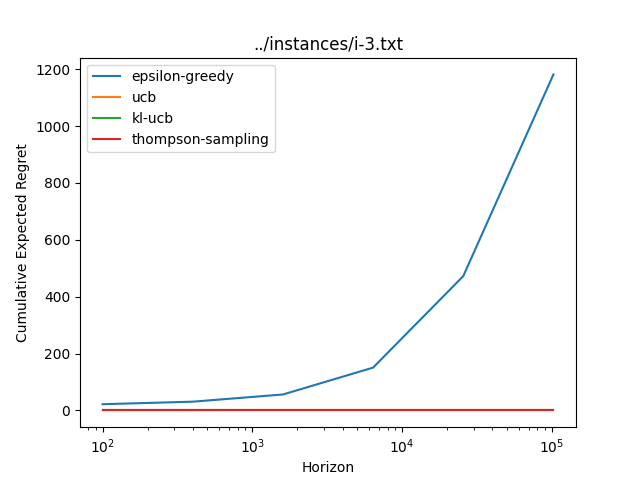 ../instances/i-3.txt
Cumulative Expected Regret
1200
1000
800
600
400
200
0
epsilon-greedy
ucb
kl-ucb
thompson-sampling
10²
10³
10⁴
10⁵
Horizon